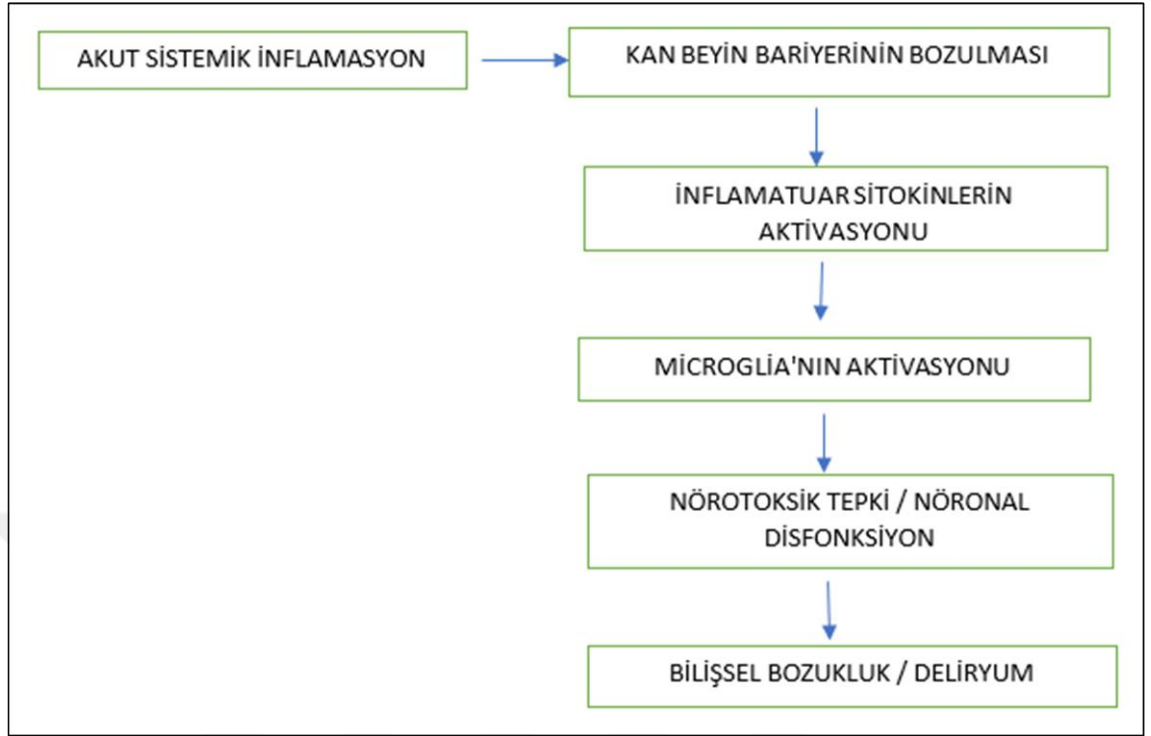 AKUT SİSTEMİK İNFLAMASYON
KAN BEYİN BARİYERİNİN BOZULMASI
İNFLAMATUAR SİTOKİNLERİN
AKTİVASYONU
MİCROGLİA'NIN AKTİVASYONU
NÖROTOKSİK TEPKİ / NÖRONAL
DİSFONKSİYON
BİLİŞSEL BOZUKLUK / DELİRYUM